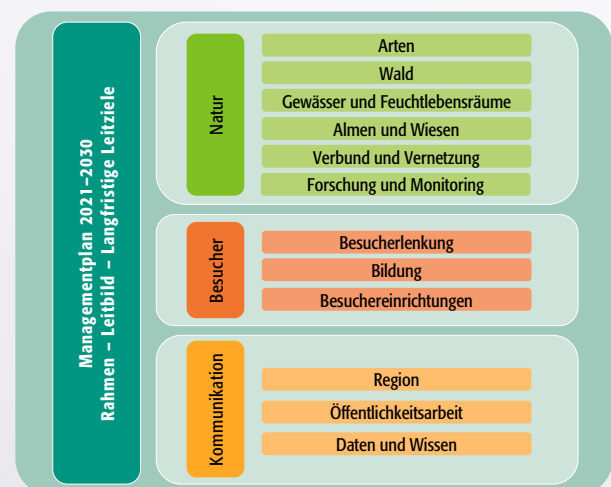 Managementplan 2021–2030
Rahmen – Leitbild – Langfristige Leitziele
Natur
Arten
Wald
Gewässer und Feuchtlebensräume
Almen und Wiesen
Verbund und Vernetzung
Forschung und Monitoring
Besucher
Besucherlenkung
Bildung
Besuchereinrichtungen
Kommunikation
Region
Öffentlichkeitsarbeit
Daten und Wissen